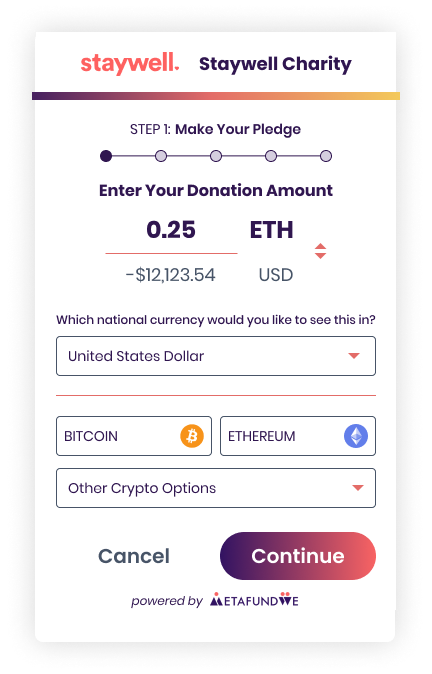 staywell. Staywell Charity
STEP 1: Make Your Pledge
Enter Your Donation Amount
0.25 ETH
~$12,123.54 USD
Which national currency would you like to see this in?
United States Dollar
BITCOIN ETHEREUM
Other Crypto Options
Cancel Continue
powered by METAFUNDWE